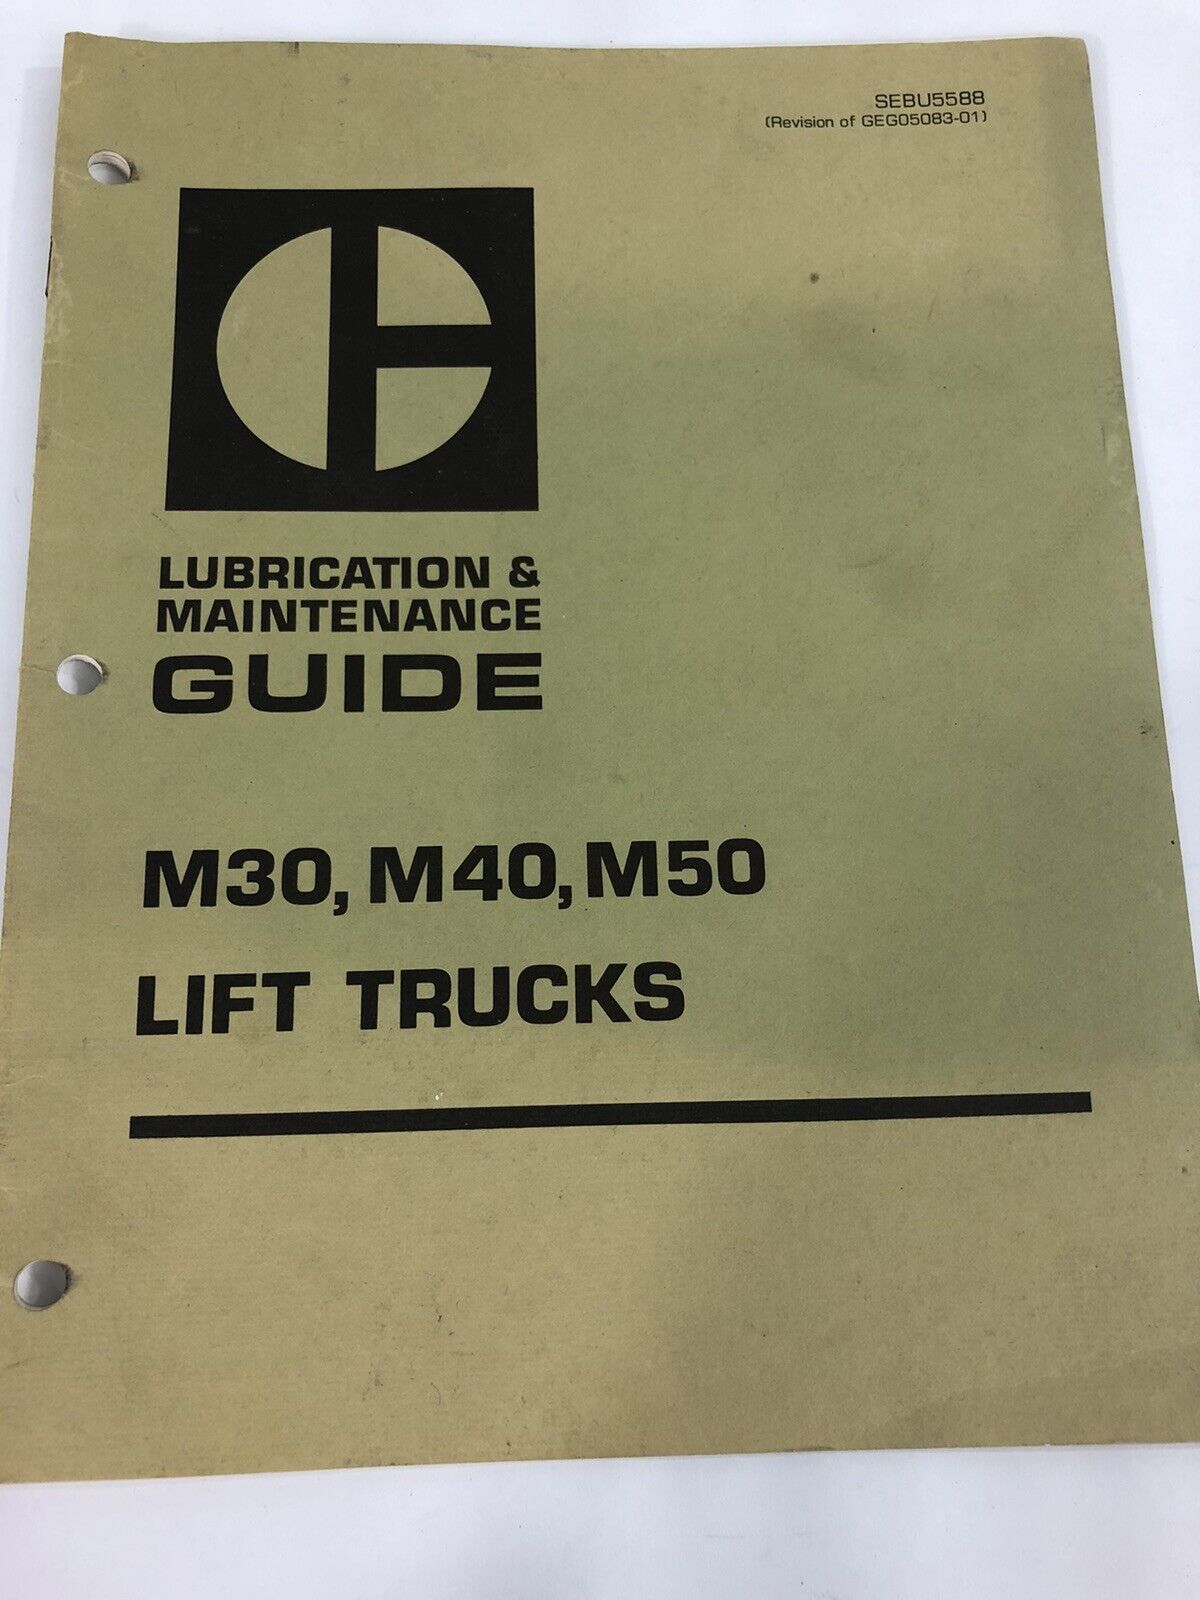 SEBU5588
(Revision of GEG05083-01)
LUBRICATION &
MAINTENANCE
GUIDE
M30, M40, M50
LIFT TRUCKS